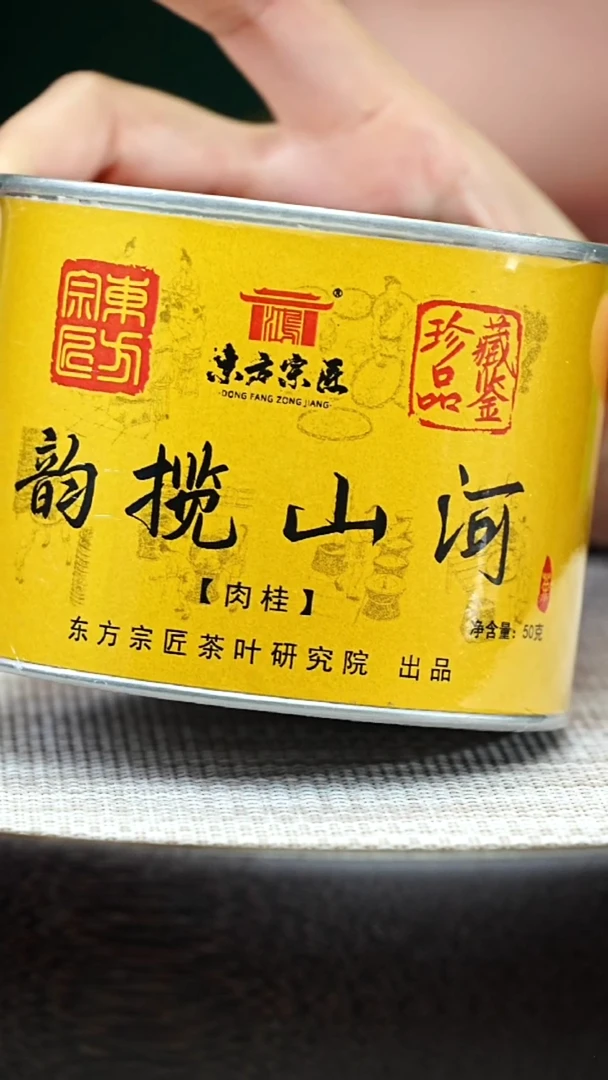 東方宗匠
鴻
®
东方宗匠
·DONG FANG ZONG JIANG·
藏鉴珍品
韵揽山河
【肉桂】
净含量：50克
东方宗匠茶叶研究院 出品